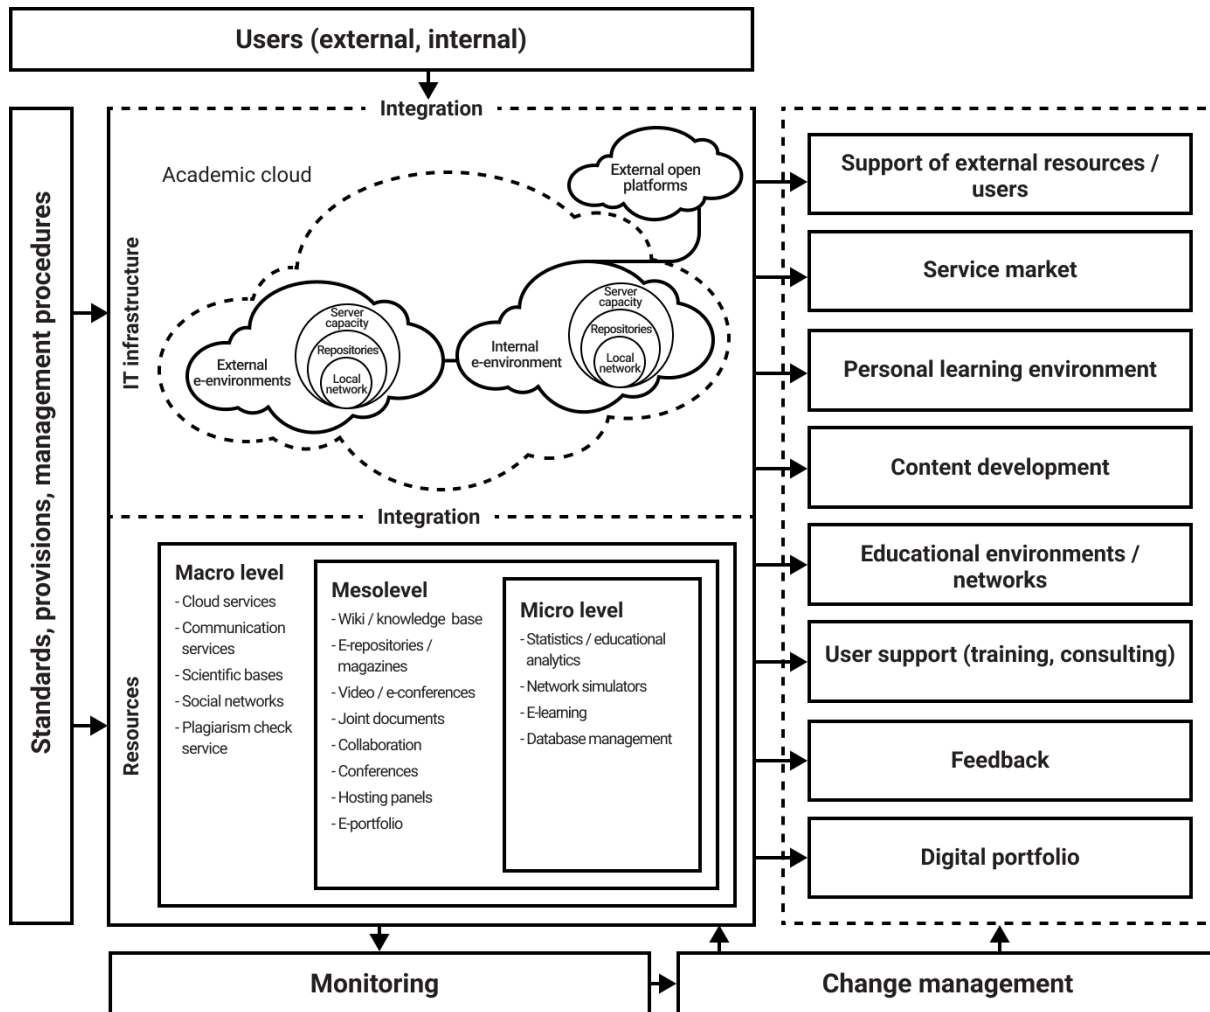 Users (external, internal)
Integration
Standards, provisions, management procedures
IT infrastructure
Academic cloud
External open
platforms
External
e-environments
Server
capacity
Repositories
Local
network
Internal
e-environment
Server
capacity
Repositories
Local
network
Integration
Resources
Macro level
- Cloud services
- Communication
services
- Scientific bases
- Social networks
- Plagiarism check
service
Mesolevel
- Wiki / knowledge base
- E-repositories /
magazines
- Video / e-conferences
- Joint documents
- Collaboration
- Conferences
- Hosting panels
- E-portfolio
Micro level
- Statistics / educational
analytics
- Network simulators
- E-learning
- Database management
Support of external resources /
users
Service market
Personal learning environment
Content development
Educational environments /
networks
User support (training, consulting)
Feedback
Digital portfolio
Monitoring
Change management